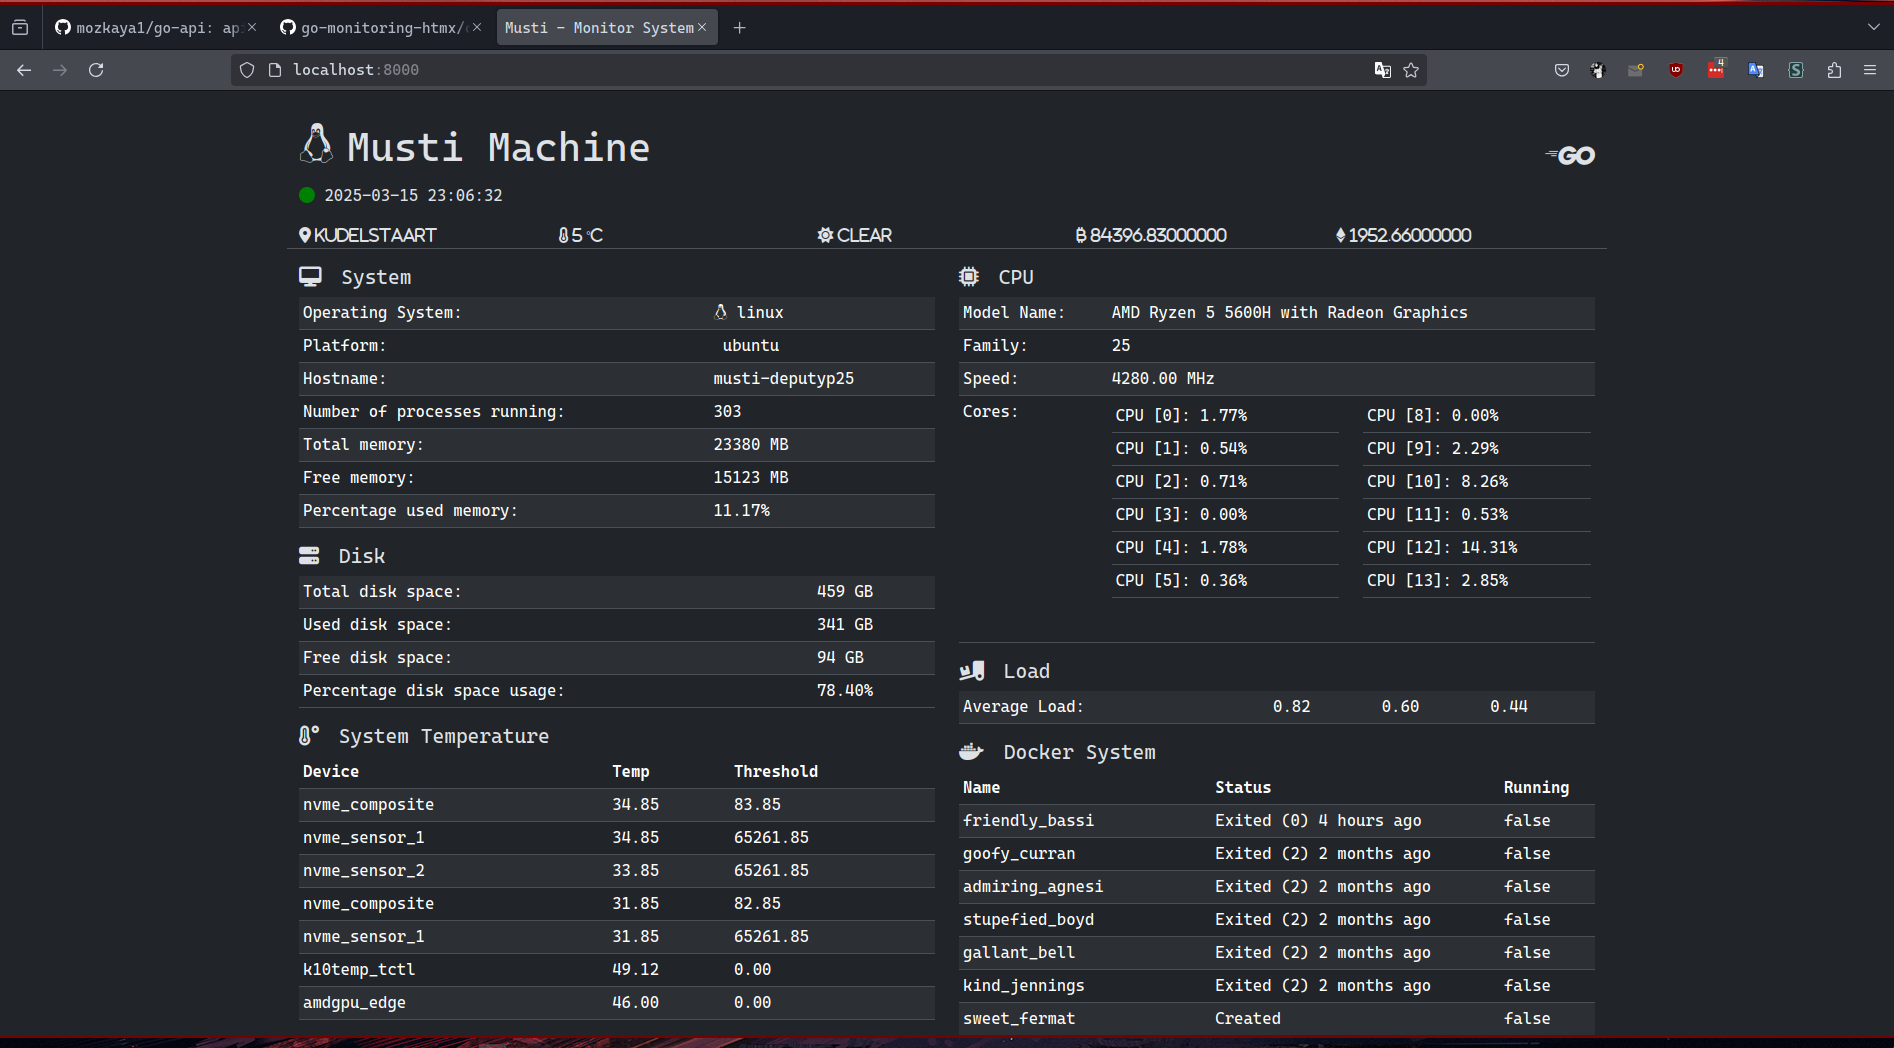 mozkaya1/go-api: ap
go-monitoring-htmx/
Musti - Monitor System
localhost:8000
4
Musti Machine
GO
2025-03-15 23:06:32
KUDELSTAART
5 °C
CLEAR
84396.83000000
1952.66000000
System
Operating System: linux
Platform: ubuntu
Hostname: musti-deputyp25
Number of processes running: 303
Total memory: 23380 MB
Free memory: 15123 MB
Percentage used memory: 11.17%
Disk
Total disk space: 459 GB
Used disk space: 341 GB
Free disk space: 94 GB
Percentage disk space usage: 78.40%
System Temperature
Device Temp Threshold
nvme_composite 34.85 83.85
nvme_sensor_1 34.85 65261.85
nvme_sensor_2 33.85 65261.85
nvme_composite 31.85 82.85
nvme_sensor_1 31.85 65261.85
k10temp_tctl 49.12 0.00
amdgpu_edge 46.00 0.00
CPU
Model Name: AMD Ryzen 5 5600H with Radeon Graphics
Family: 25
Speed: 4280.00 MHz
Cores:
CPU [0]: 1.77% CPU [8]: 0.00%
CPU [1]: 0.54% CPU [9]: 2.29%
CPU [2]: 0.71% CPU [10]: 8.26%
CPU [3]: 0.00% CPU [11]: 0.53%
CPU [4]: 1.78% CPU [12]: 14.31%
CPU [5]: 0.36% CPU [13]: 2.85%
Load
Average Load: 0.82 0.60 0.44
Docker System
Name Status Running
friendly_bassi Exited (0) 4 hours ago false
goofy_curran Exited (2) 2 months ago false
admiring_agnesi Exited (2) 2 months ago false
stupefied_boyd Exited (2) 2 months ago false
gallant_bell Exited (2) 2 months ago false
kind_jennings Exited (2) 2 months ago false
sweet_fermat Created false